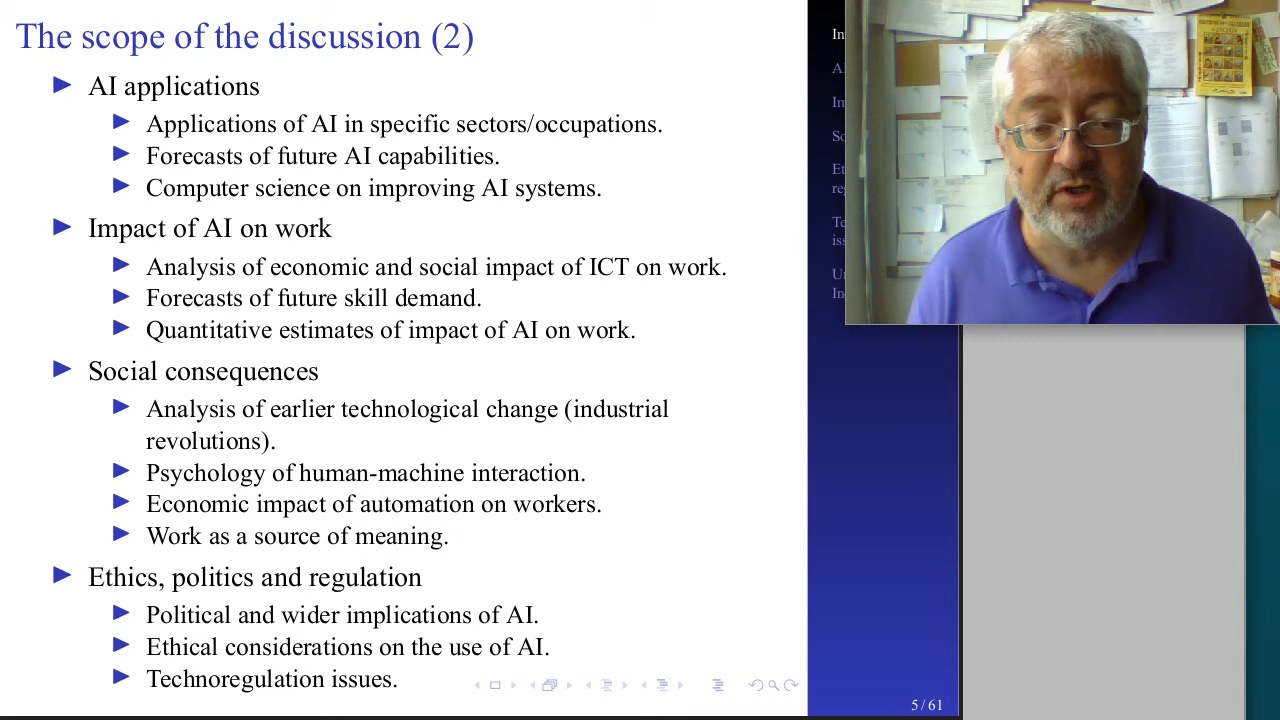 The scope of the discussion (2)
AI applications
Applications of AI in specific sectors/occupations.
Forecasts of future AI capabilities.
Computer science on improving AI systems.
Impact of AI on work
Analysis of economic and social impact of ICT on work.
Forecasts of future skill demand.
Quantitative estimates of impact of AI on work.
Social consequences
Analysis of earlier technological change (industrial
revolutions).
Psychology of human-machine interaction.
Economic impact of automation on workers.
Work as a source of meaning.
Ethics, politics and regulation
Political and wider implications of AI.
Ethical considerations on the use of AI.
Technoregulation issues.
5 / 61